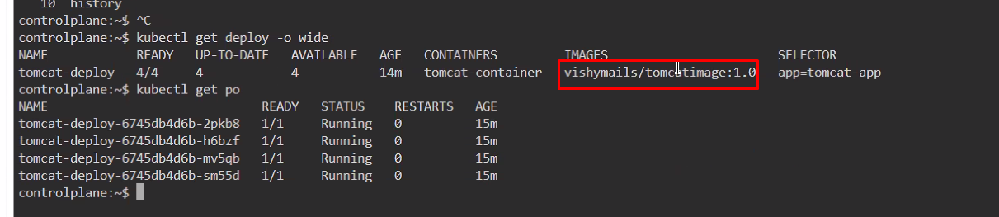 10 history
controlplane:~$ ^C
controlplane:~$ kubectl get deploy -o wide
NAME READY UP-TO-DATE AVAILABLE AGE CONTAINERS IMAGES SELECTOR
tomcat-deploy 4/4 4 4 14m tomcat-container vishymails/tomcatimage:1.0 app=tomcat-app
controlplane:~$ kubectl get po
NAME READY STATUS RESTARTS AGE
tomcat-deploy-6745db4d6b-2pkb8 1/1 Running 0 15m
tomcat-deploy-6745db4d6b-h6bzf 1/1 Running 0 15m
tomcat-deploy-6745db4d6b-mv5qb 1/1 Running 0 15m
tomcat-deploy-6745db4d6b-sm55d 1/1 Running 0 15m
controlplane:~$